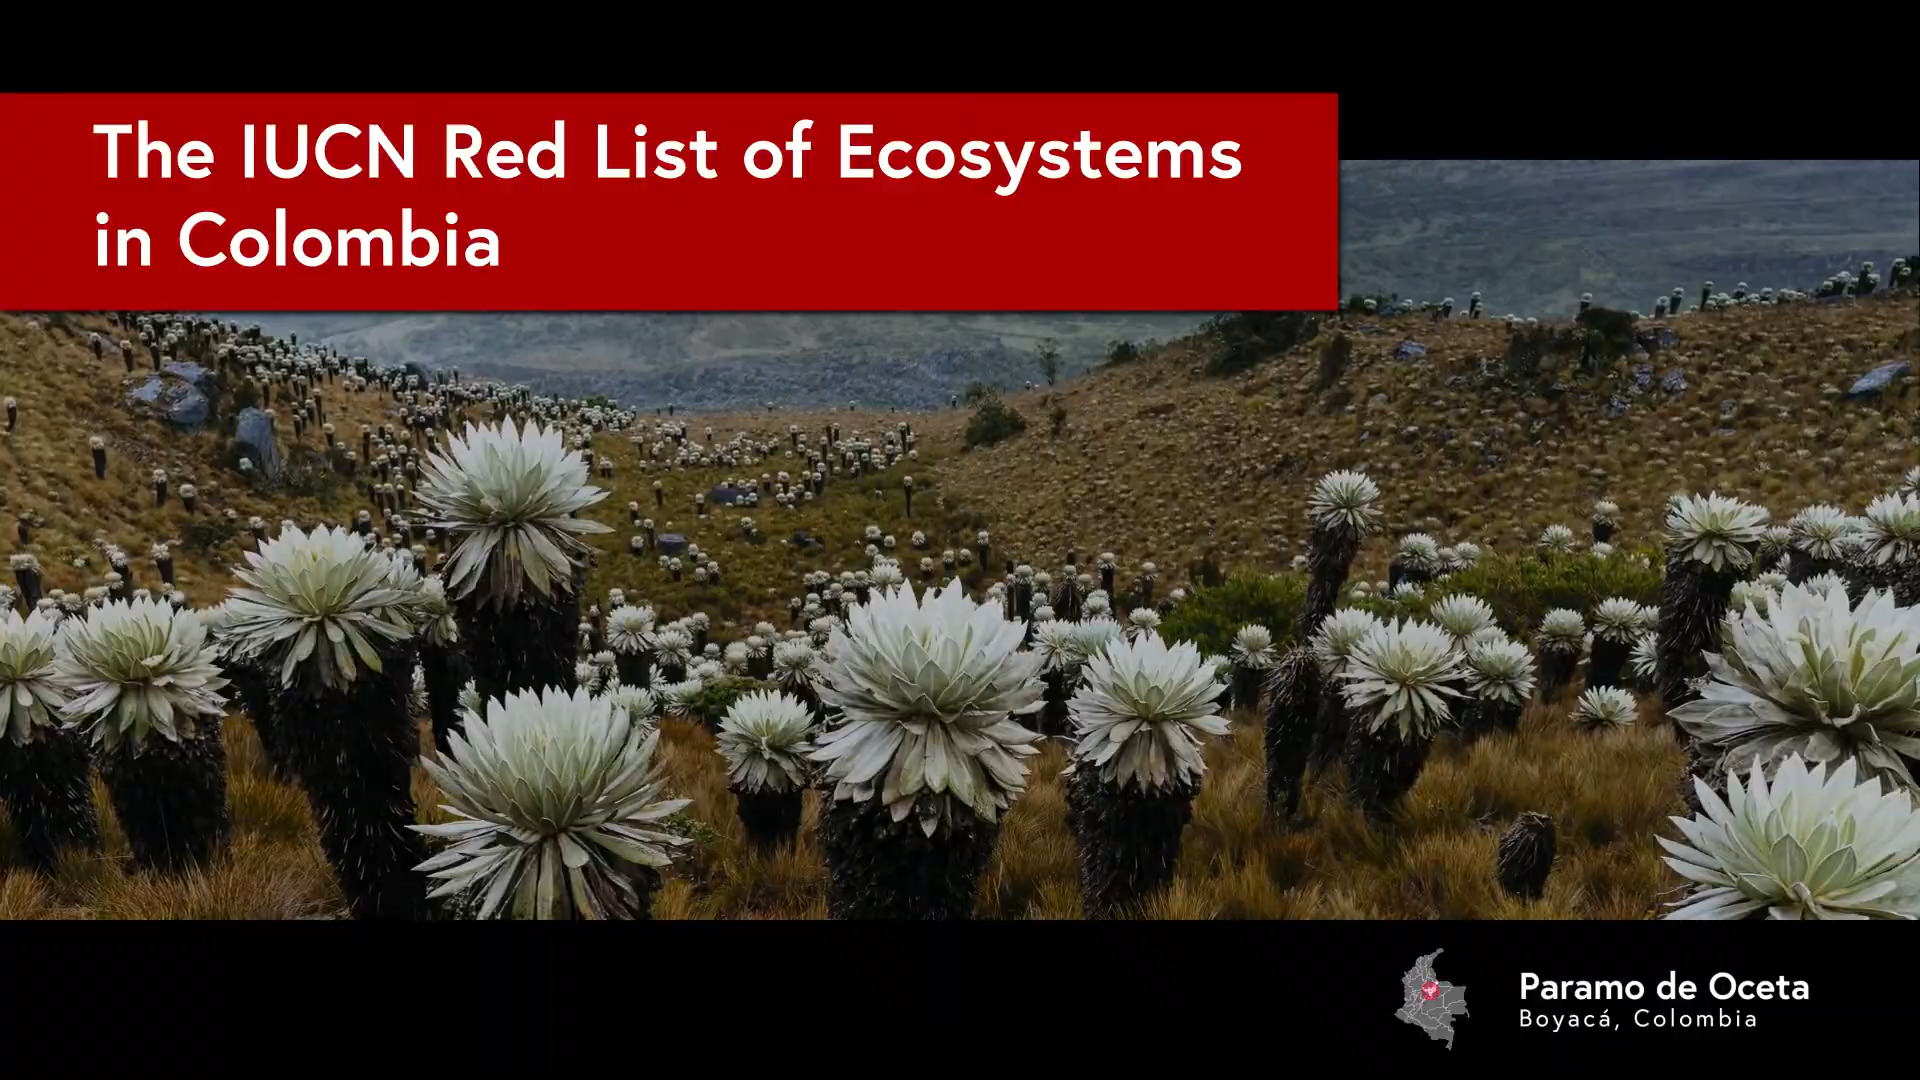 The IUCN Red List of Ecosystems
in Colombia
Paramo de Oceta
Boyacá, Colombia